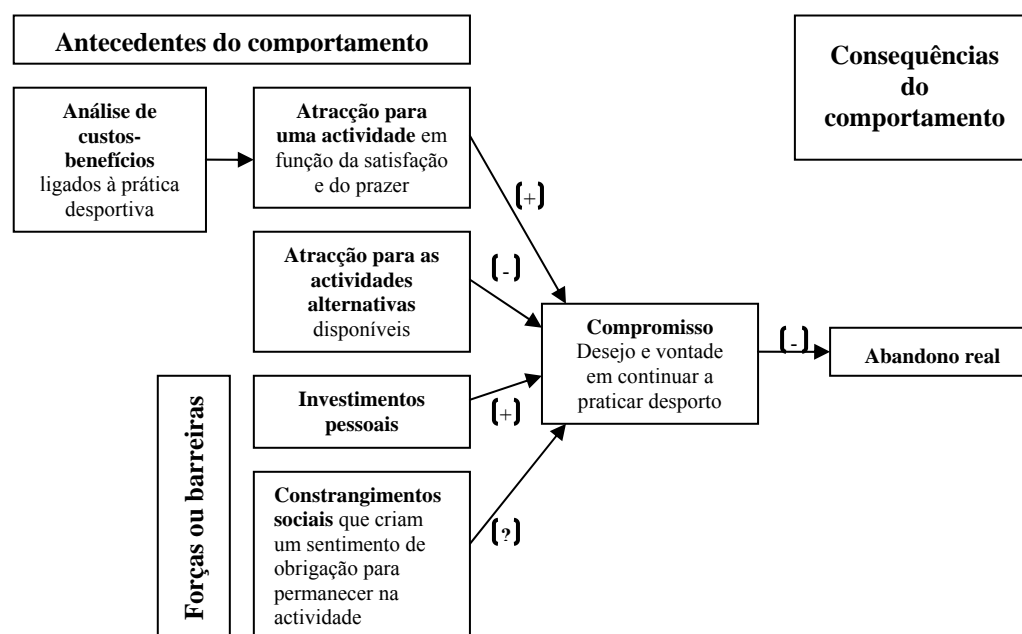 Antecedentes do comportamento
Consequências
do
comportamento
Análise de
custos-
benefícios
ligados à prática
desportiva
Atracção para
uma actividade em
função da satisfação
e do prazer
(+)
Atracção para as
actividades
alternativas
disponíveis
(-)
Compromisso
Desejo e vontade
em continuar a
praticar desporto
(-)
Abandono real
Forças ou barreiras
Investimentos
pessoais
(+)
Constrangimentos
sociais que criam
um sentimento de
obrigação para
permanecer na
actividade
(?)